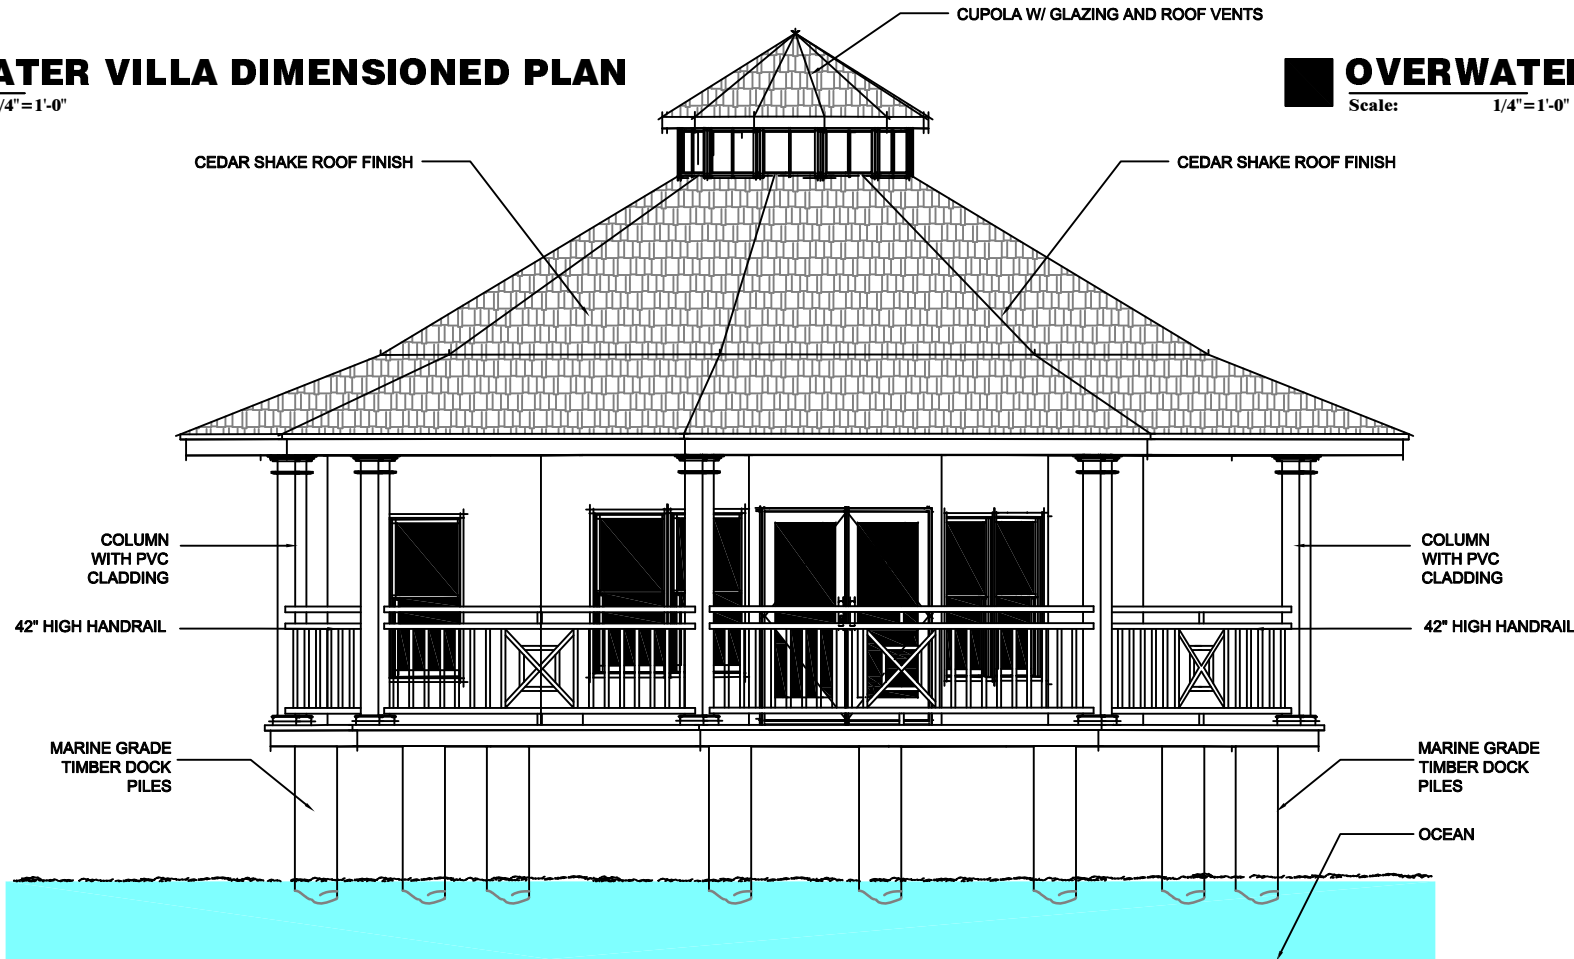 CUPOLA W/ GLAZING AND ROOF VENTS
ATER VILLA DIMENSIONED PLAN
/4"=1'-0"
OVERWATER
Scale: 1/4"=1'-0"
CEDAR SHAKE ROOF FINISH
CEDAR SHAKE ROOF FINISH
COLUMN
WITH PVC
CLADDING
COLUMN
WITH PVC
CLADDING
42" HIGH HANDRAIL
42" HIGH HANDRAIL
MARINE GRADE
TIMBER DOCK
PILES
MARINE GRADE
TIMBER DOCK
PILES
OCEAN